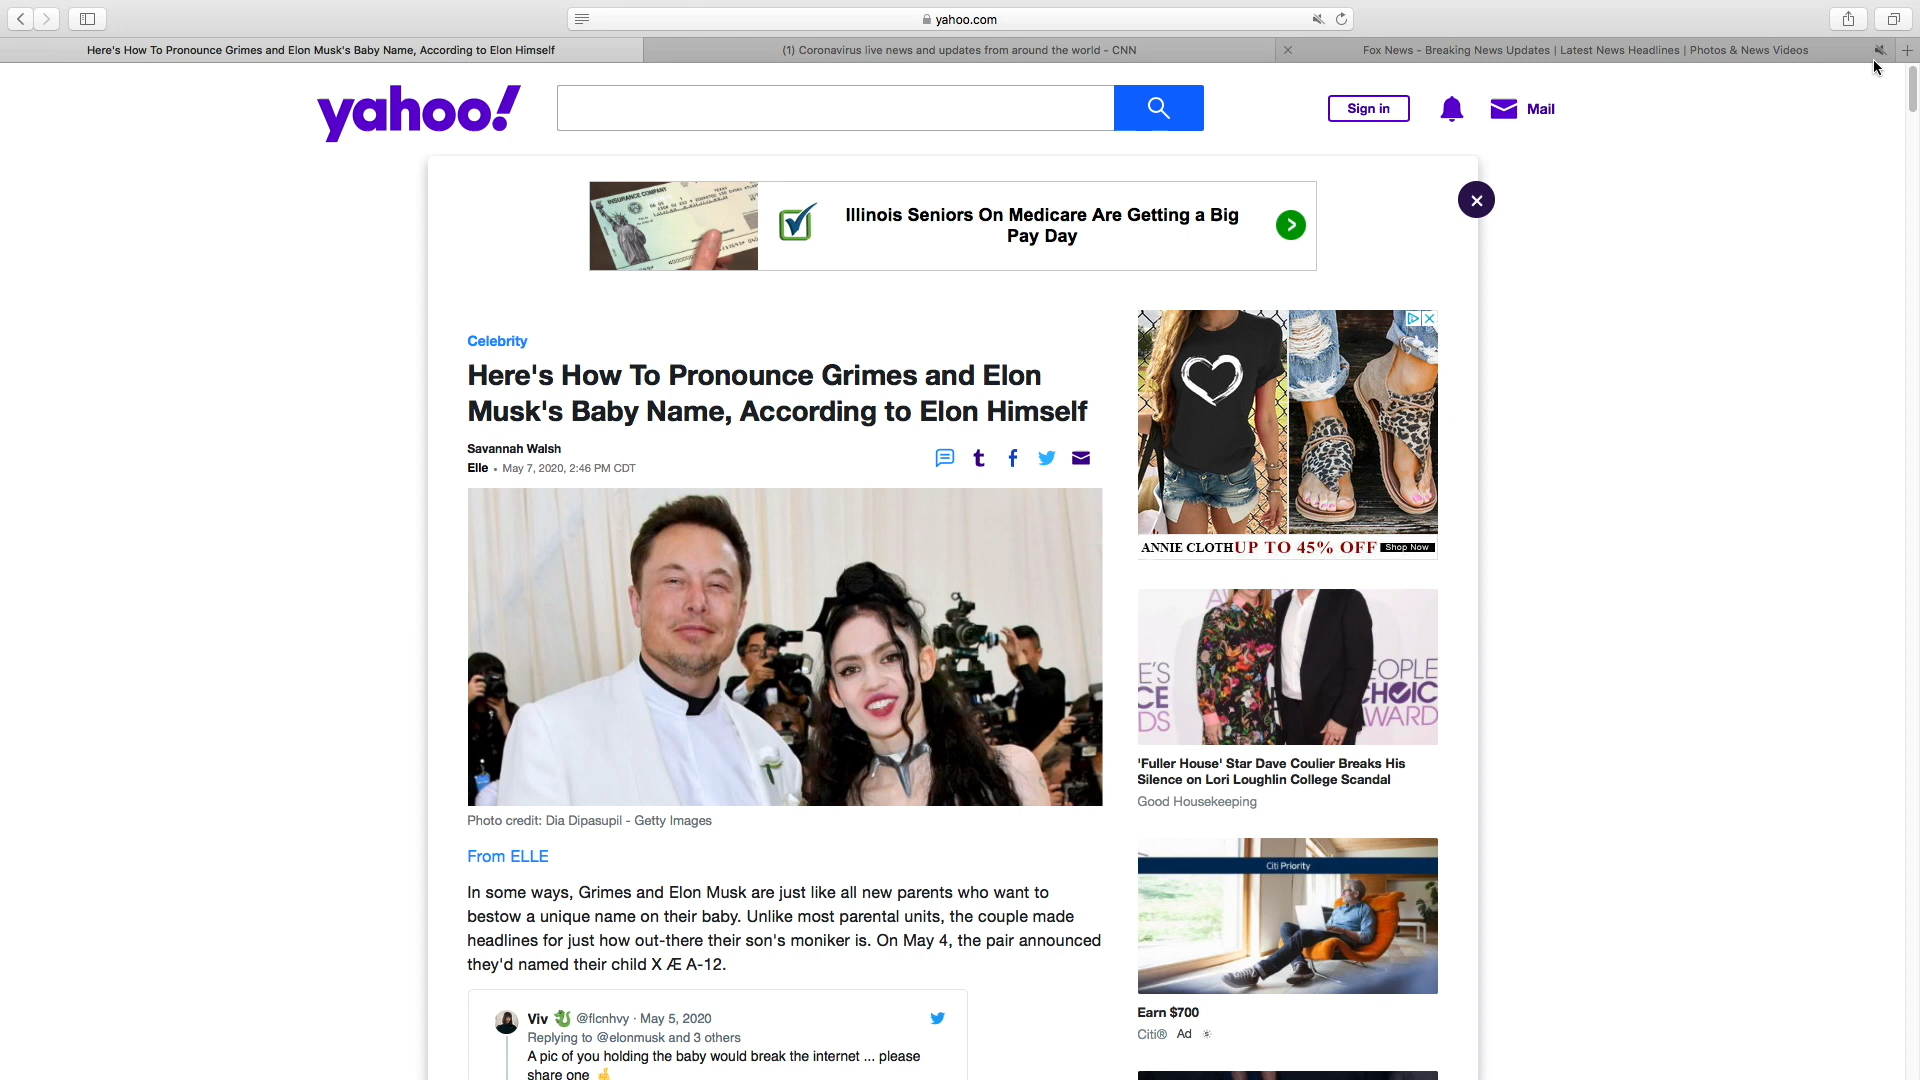 yahoo.com
Here's How To Pronounce Grimes and Elon Musk's Baby Name, According to Elon Himself
(1) Coronavirus live news and updates from around the world - CNN
Fox News - Breaking News Updates | Latest News Headlines | Photos & News Videos
yahoo!
Sign in
Mail
INSURANCE COMPANY
Illinois Seniors On Medicare Are Getting a Big
Pay Day
Celebrity
Here's How To Pronounce Grimes and Elon
Musk's Baby Name, According to Elon Himself
Savannah Walsh
Elle • May 7, 2020, 2:46 PM CDT
Photo credit: Dia Dipasupil - Getty Images
From ELLE
In some ways, Grimes and Elon Musk are just like all new parents who want to
bestow a unique name on their baby. Unlike most parental units, the couple made
headlines for just how out-there their son's moniker is. On May 4, the pair announced
they'd named their child X Æ A-12.
Viv @flcnhvy · May 5, 2020
Replying to @elonmusk and 3 others
A pic of you holding the baby would break the internet ... please
share one
ANNIE CLOTH UP TO 45% OFF Shop Now
E'S
CE
DS
EOPLE
CHOIC
WARD
'Fuller House' Star Dave Coulier Breaks His
Silence on Lori Loughlin College Scandal
Good Housekeeping
Citi Priority
Earn $700
Citi® Ad